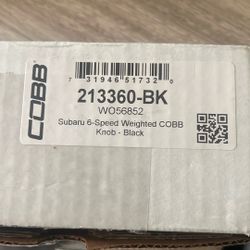 COBB
7 31946 51732 0
213360-BK
WO56852
Subaru 6-Speed Weighted COBB
Knob - Black